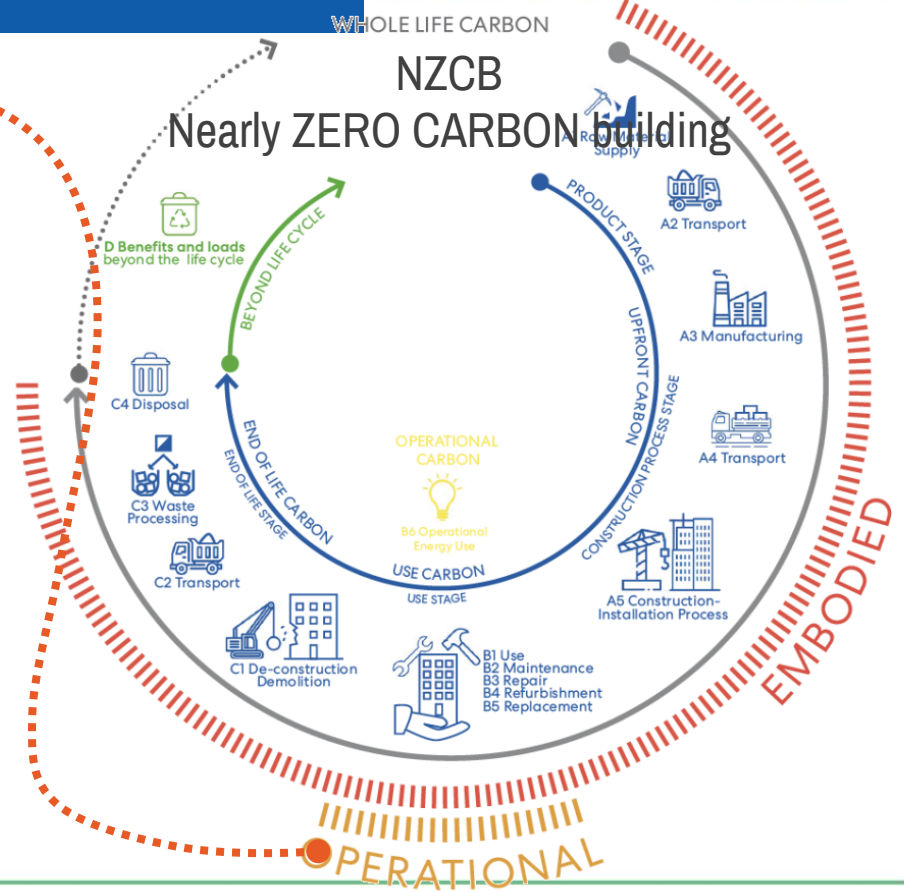 WHOLE LIFE CARBON
NZCB
Nearly ZERO CARBON building
A1 Raw Material
Supply
PRODUCT STAGE
A2 Transport
D Benefits and loads
beyond the life cycle
BEYOND LIFE CYCLE
UPFRONT CARBON
A3 Manufacturing
C4 Disposal
CONSTRUCTION PROCESS STAGE
A4 Transport
END OF LIFE CARBON
END OF LIFE STAGE
OPERATIONAL
CARBON
B6 Operational
Energy Use
C3 Waste
Processing
C2 Transport
USE CARBON
USE STAGE
A5 Construction-
Installation Process
EMBODIED
C1 De-construction
Demolition
B1 Use
B2 Maintenance
B3 Repair
B4 Refurbishment
B5 Replacement
OPERATIONAL